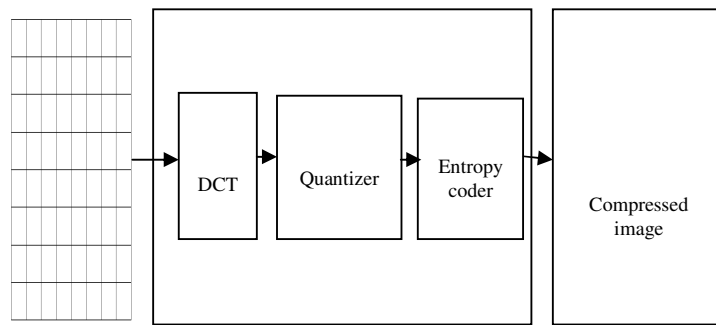 DCT
Quantizer
Entropy
coder
Compressed
image